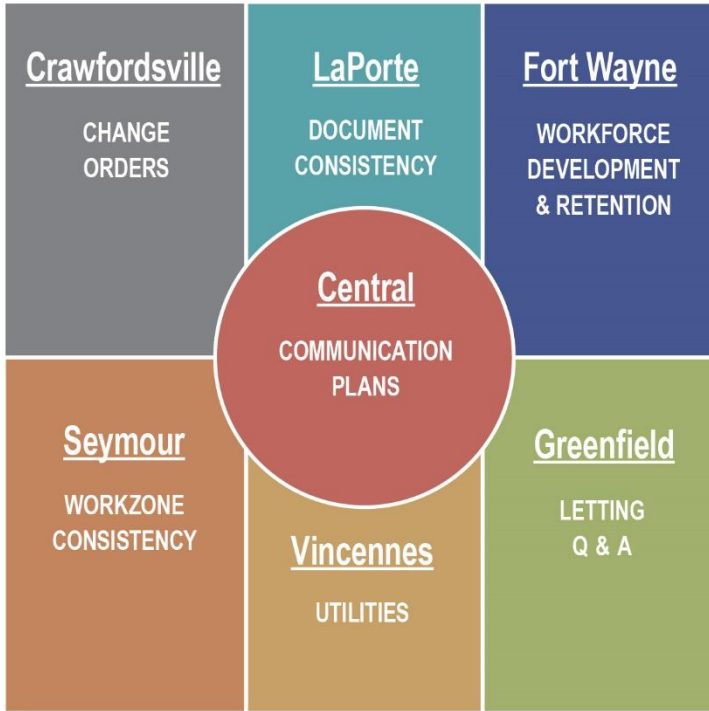 Crawfordsville
CHANGE
ORDERS
LaPorte
DOCUMENT
CONSISTENCY
Fort Wayne
WORKFORCE
DEVELOPMENT
& RETENTION
Central
COMMUNICATION
PLANS
Seymour
WORKZONE
CONSISTENCY
Vincennes
UTILITIES
Greenfield
LETTING
Q & A